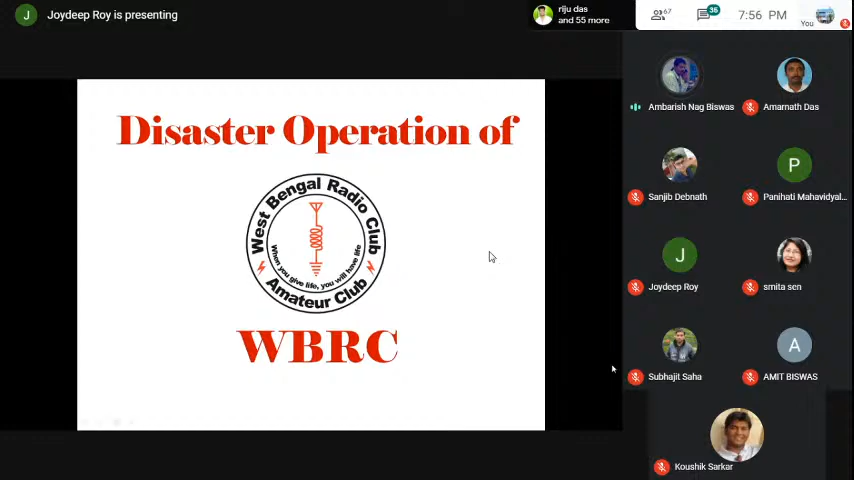 Joydeep Roy is presenting
J
riju das
and 55 more
67
35
7:56 PM
You
Disaster Operation of
West Bengal Radio Club
When you give life, you will have life
Amateur Club
WBRC
Ambarish Nag Biswas
Amarnath Das
Sanjib Debnath
P
Panihati Mahavidyal...
J
Joydeep Roy
smita sen
Subhajit Saha
A
AMIT BISWAS
Koushik Sarkar